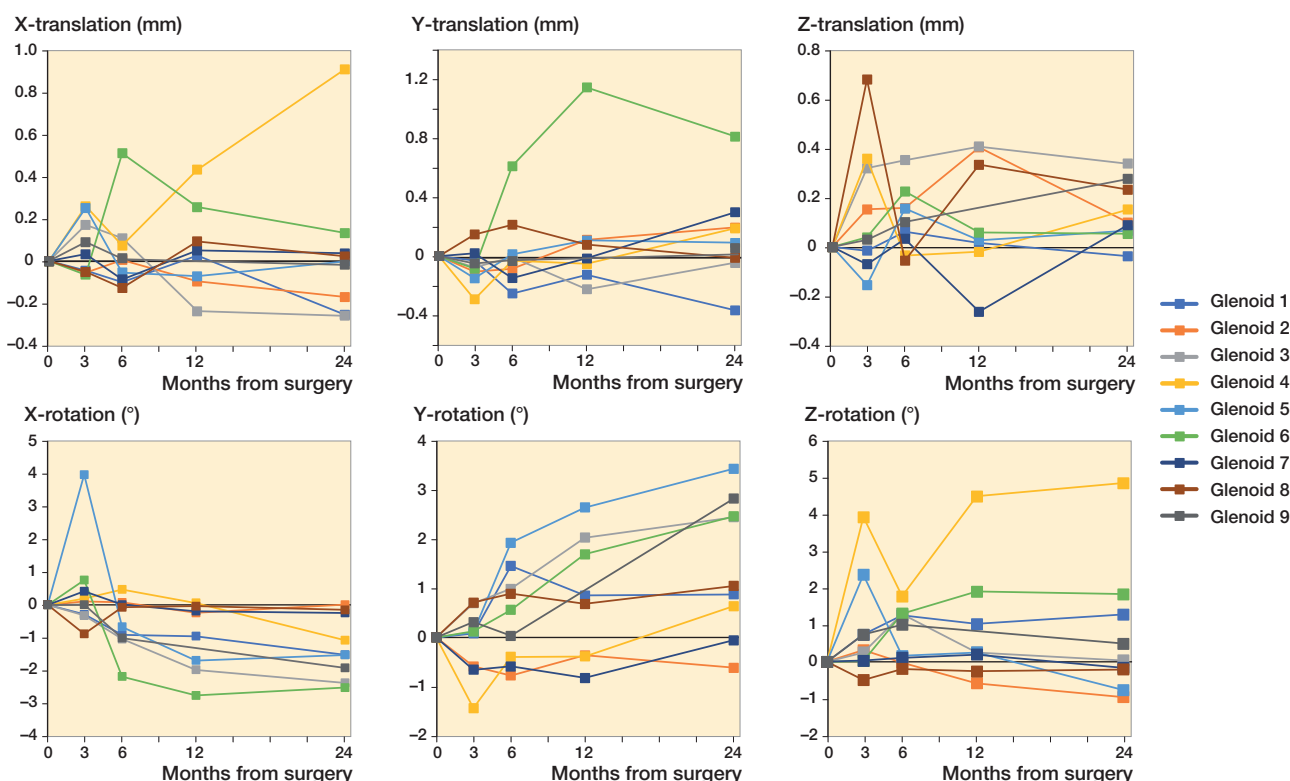 X-translation (mm)
1.0
0.8
0.6
0.4
0.2
0
–0.2
–0.4
0 3 6 12 24
Months from surgery
Y-translation (mm)
1.2
0.8
0.4
0
–0.4
0 3 6 12 24
Months from surgery
Z-translation (mm)
0.8
0.6
0.4
0.2
0
–0.2
–0.4
0 3 6 12 24
Months from surgery
X-rotation (°)
5
4
3
2
1
0
–1
–2
–3
–4
0 3 6 12 24
Months from surgery
Y-rotation (°)
4
3
2
1
0
–1
–2
0 3 6 12 24
Months from surgery
Z-rotation (°)
6
5
4
3
2
1
0
–1
–2
0 3 6 12 24
Months from surgery
Glenoid 1
Glenoid 2
Glenoid 3
Glenoid 4
Glenoid 5
Glenoid 6
Glenoid 7
Glenoid 8
Glenoid 9